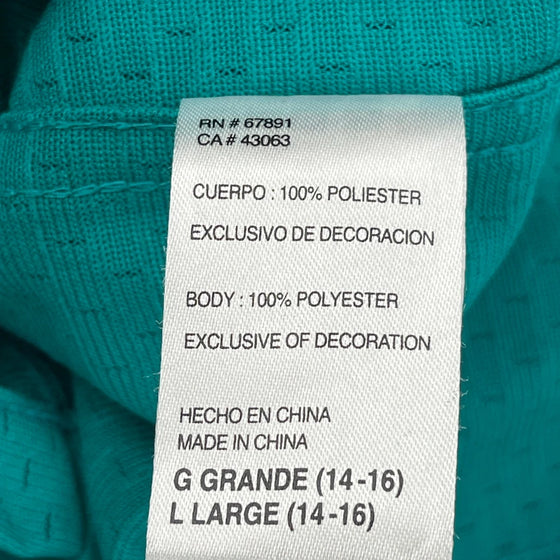 RN # 67891
CA # 43063
CUERPO : 100% POLIESTER
EXCLUSIVO DE DECORACION
BODY : 100% POLYESTER
EXCLUSIVE OF DECORATION
HECHO EN CHINA
MADE IN CHINA
G GRANDE (14-16)
L LARGE (14-16)